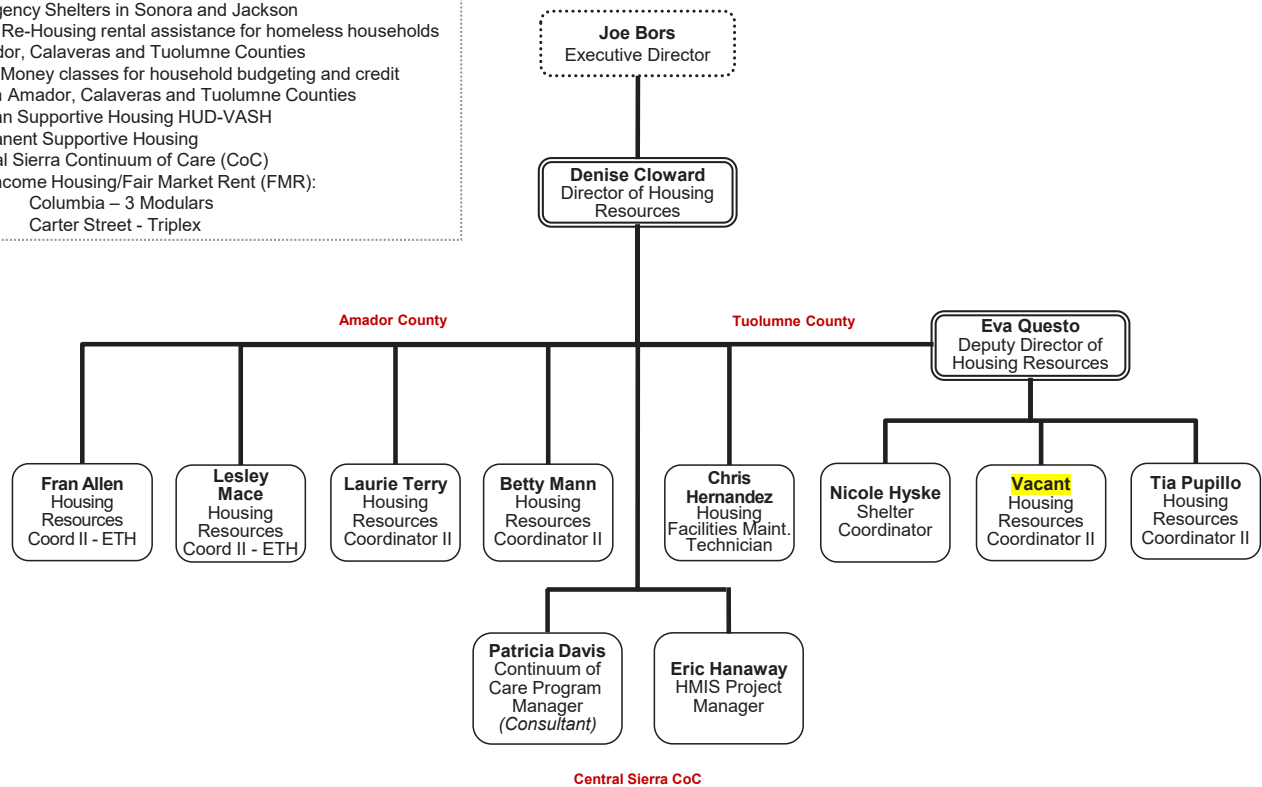 Shelters in Sonora and Jackson
Re-Housing rental assistance for homeless households
Calaveras and Tuolumne Counties
Money classes for household budgeting and credit
Amador, Calaveras and Tuolumne Counties
Supportive Housing HUD-VASH
Supportive Housing
Sierra Continuum of Care (CoC)
Housing/Fair Market Rent (FMR):
Columbia – 3 Modulars
Carter Street - Triplex
Joe Bors
Executive Director
Denise Cloward
Director of Housing
Resources
Amador County
Tuolumne County
Eva Questo
Deputy Director of
Housing Resources
Fran Allen
Housing
Resources
Coord II - ETH
Lesley
Mace
Housing
Resources
Coord II - ETH
Laurie Terry
Housing
Resources
Coordinator II
Betty Mann
Housing
Resources
Coordinator II
Chris
Hernandez
Housing
Facilities Maint.
Technician
Nicole Hyske
Shelter
Coordinator
Vacant
Housing
Resources
Coordinator II
Tia Pupillo
Housing
Resources
Coordinator II
Patricia Davis
Continuum of
Care Program
Manager
(Consultant)
Eric Hanaway
HMIS Project
Manager
Central Sierra CoC